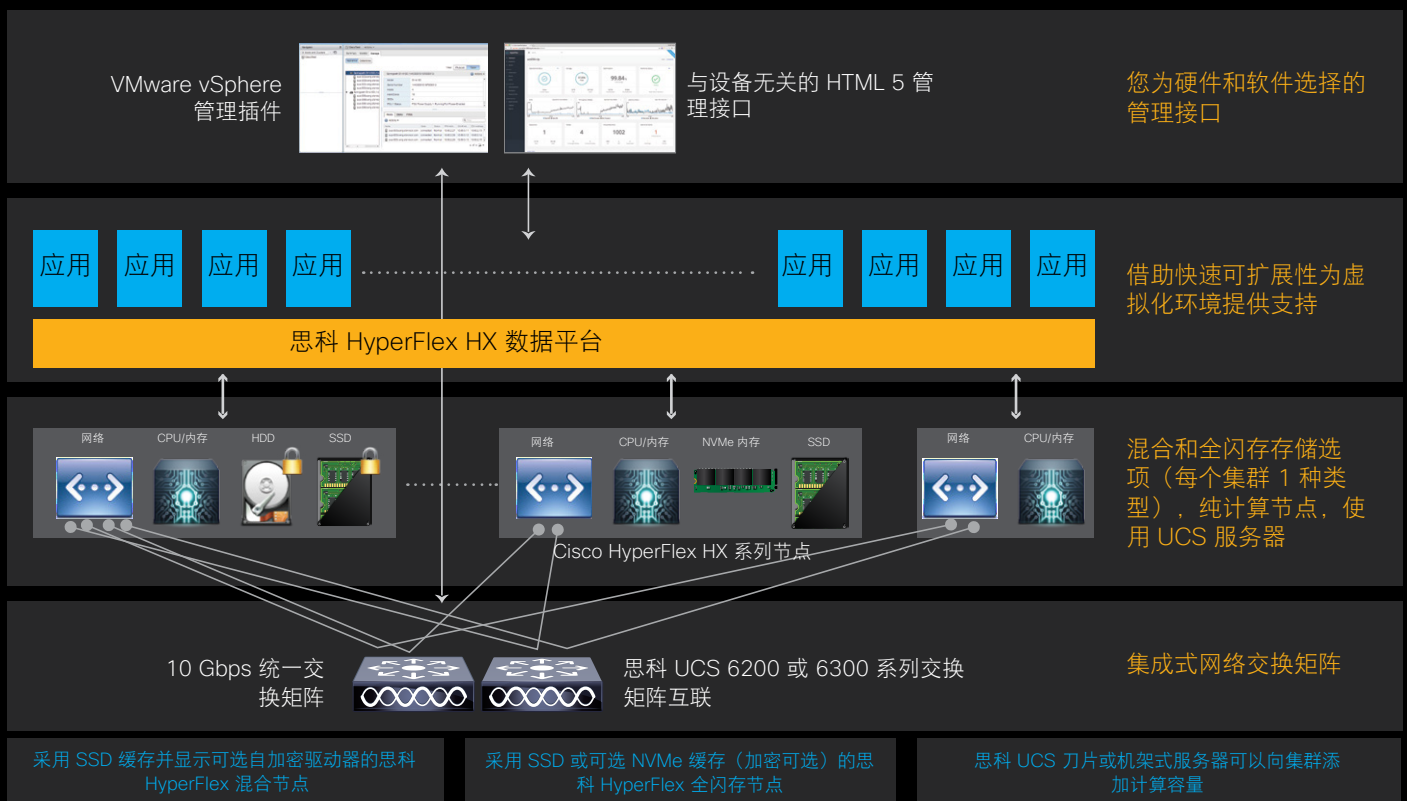 VMware vSphere
管理插件
与设备无关的 HTML 5 管
理接口
您为硬件和软件选择的
管理接口
99.84
1
4
1002
1
应用 应用 应用 应用 应用 应用 应用 应用
思科 HyperFlex HX 数据平台
借助快速可扩展性为虚
拟化环境提供支持
网络 CPU/内存 HDD SSD
网络 CPU/内存 NVMe 内存 SSD
网络 CPU/内存
Cisco HyperFlex HX 系列节点
混合和全闪存存储选
项（每个集群 1 种类
型），纯计算节点，使
用 UCS 服务器
10 Gbps 统一交
换矩阵
思科 UCS 6200 或 6300 系列交换
矩阵互联
集成式网络交换矩阵
采用 SSD 缓存并显示可选自加密驱动器的思科
HyperFlex 混合节点
采用 SSD 或可选 NVMe 缓存（加密可选）的思
科 HyperFlex 全闪存节点
思科 UCS 刀片或机架式服务器可以向集群添
加计算容量